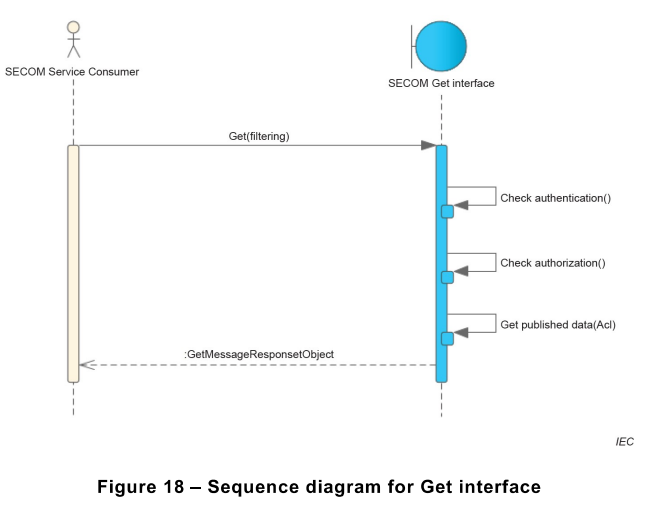 SECOM Service Consumer
SECOM Get interface
Get(filtering)
Check authentication()
Check authorization()
Get published data(Acl)
:GetMessageResponsetObject
IEC
Figure 18 – Sequence diagram for Get interface